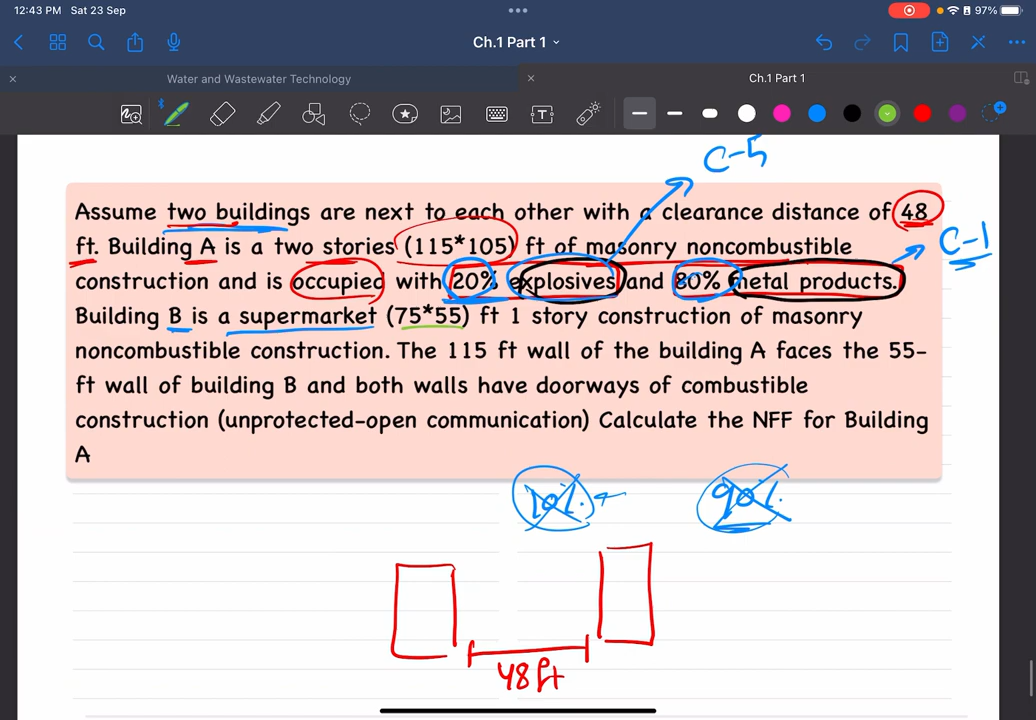 12:43 PM Sat 23 Sep
97%
Ch.1 Part 1
Water and Wastewater Technology
Ch.1 Part 1
C-5
Assume two buildings are next to each other with a clearance distance of 48
ft. Building A is a two stories (115*105) ft of masonry noncombustible
C-1
construction and is occupied with 20% explosives and 80% metal products.
Building B is a supermarket (75*55) ft 1 story construction of masonry
noncombustible construction. The 115 ft wall of the building A faces the 55-
ft wall of building B and both walls have doorways of combustible
construction (unprotected-open communication) Calculate the NFF for Building
A
10% 90%
48 ft